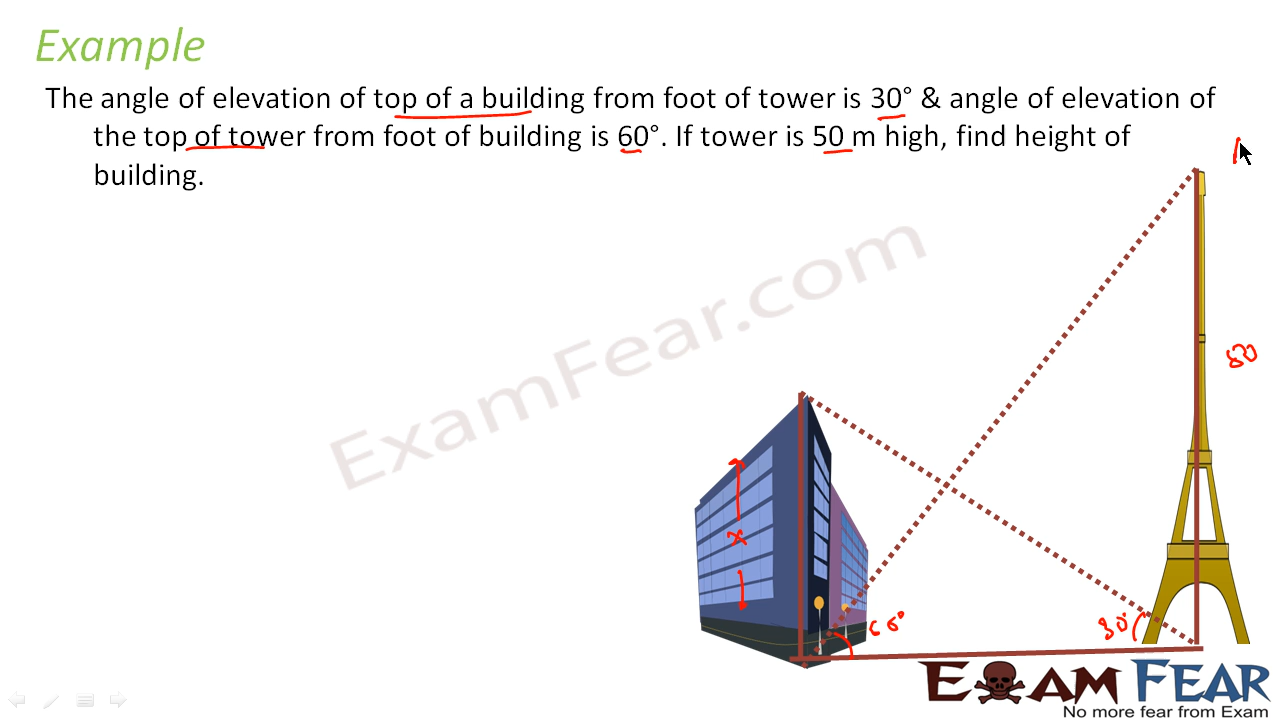 Example
The angle of elevation of top of a building from foot of tower is 30° & angle of elevation of
the top of tower from foot of building is 60°. If tower is 50 m high, find height of
building.
ExamFear.com
50
x
60°
30°
EXAM FEAR
No more fear from Exam